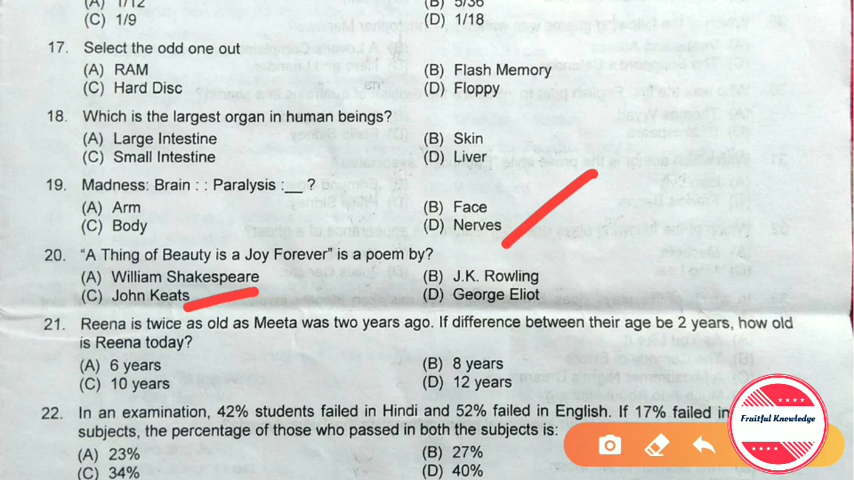 (A) 1/12 (B) 5/36
(C) 1/9 (D) 1/18
17. Select the odd one out
(A) RAM (B) Flash Memory
(C) Hard Disc (D) Floppy
18. Which is the largest organ in human beings?
(A) Large Intestine (B) Skin
(C) Small Intestine (D) Liver
19. Madness: Brain : : Paralysis :__ ?
(A) Arm (B) Face
(C) Body (D) Nerves
20. "A Thing of Beauty is a Joy Forever" is a poem by?
(A) William Shakespeare (B) J.K. Rowling
(C) John Keats (D) George Eliot
21. Reena is twice as old as Meeta was two years ago. If difference between their age be 2 years, how old
is Reena today?
(A) 6 years (B) 8 years
(C) 10 years (D) 12 years
22. In an examination, 42% students failed in Hindi and 52% failed in English. If 17% failed in
subjects, the percentage of those who passed in both the subjects is:
(A) 23% (B) 27%
(C) 34% (D) 40%
Fraitful Knowledge